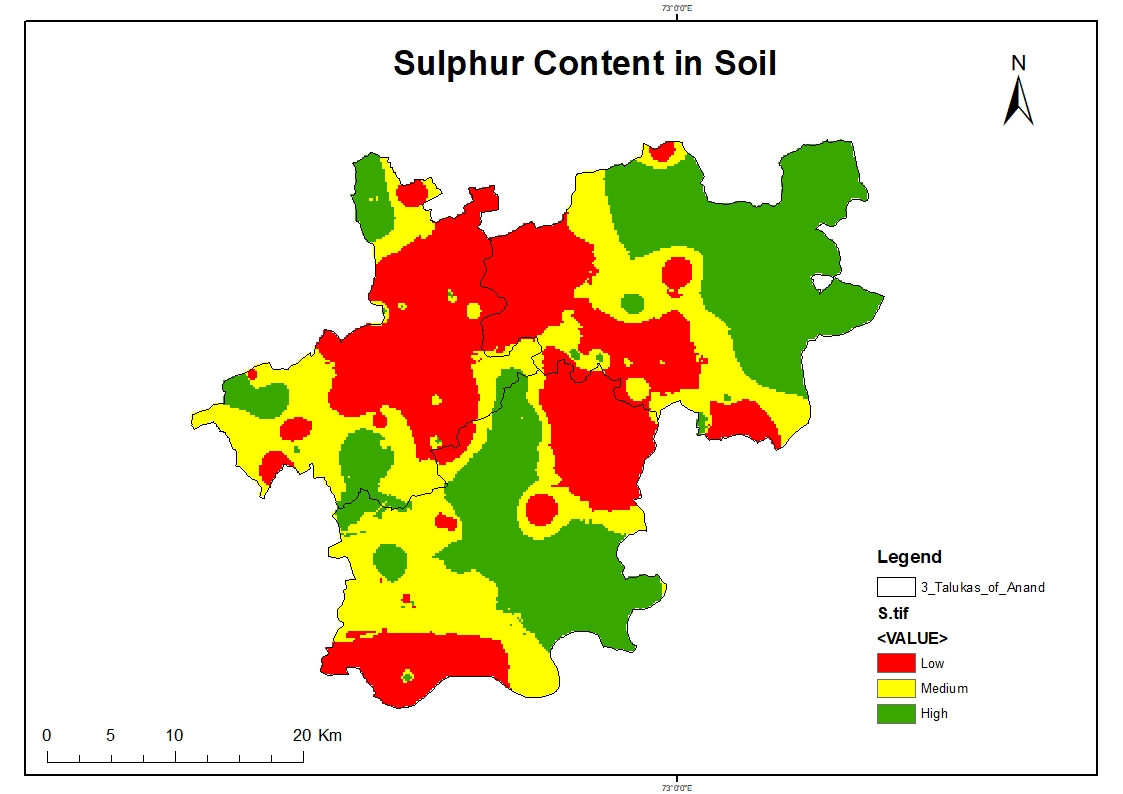 73°0'0"E
Sulphur Content in Soil
N
Legend
3_Talukas_of_Anand
S.tif
<VALUE>
Low
Medium
High
0 5 10 20 Km
73°0'0"E